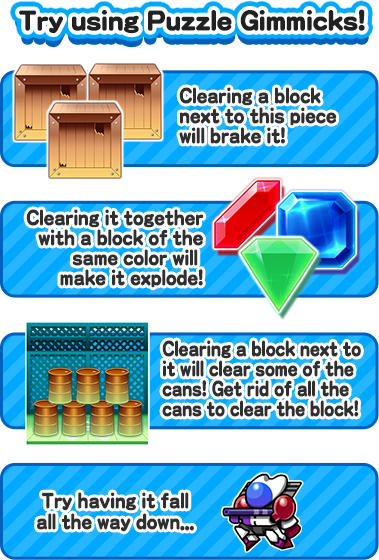 Try using Puzzle Gimmicks!
Clearing a block
next to this piece
will brake it!
Clearing it together
with a block of the
same color will
make it explode!
Clearing a block next to
it will clear some of the
cans! Get rid of all the
cans to clear the block!
Try having it fall
all the way down...